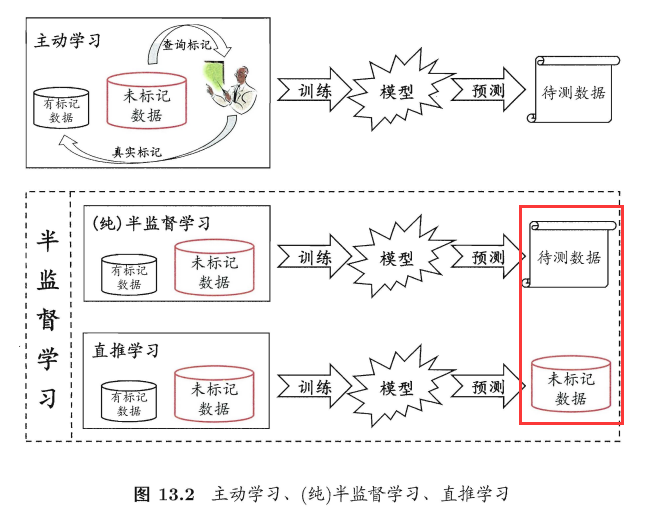 主动学习
查询标记
有标记
数据
未标记
数据
真实标记
训练
模型
预测
待测数据
半监督学习
(纯)半监督学习
有标记
数据
未标记
数据
训练
模型
预测
待测数据
直推学习
有标记
数据
未标记
数据
训练
模型
预测
未标记
数据
图 13.2 主动学习、(纯)半监督学习、直推学习